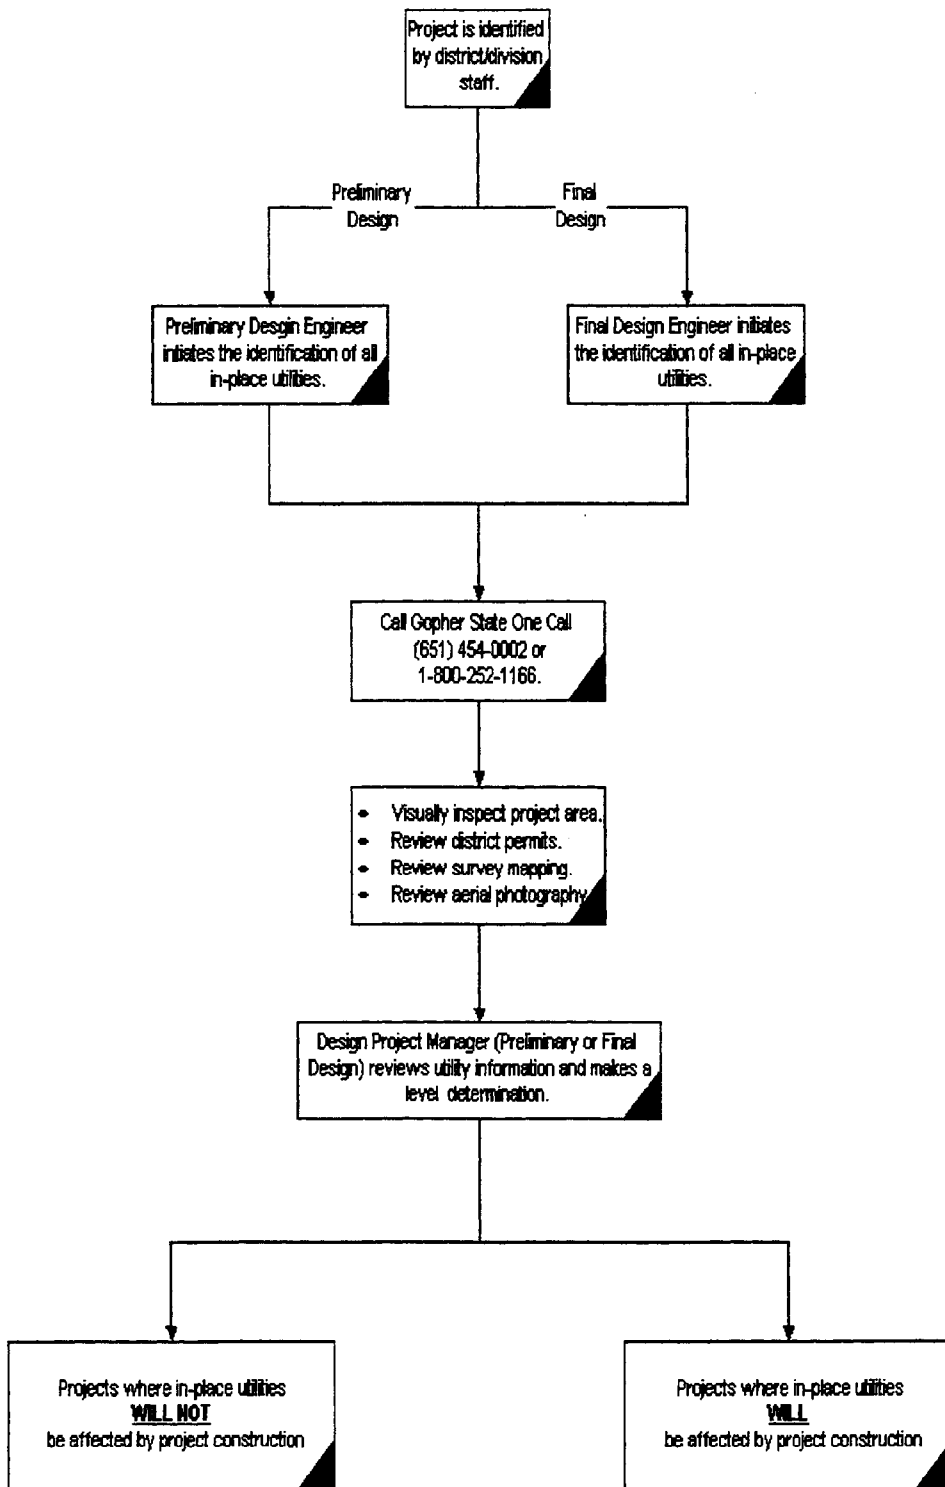 Project is identified
by district/division
staff.
Preliminary
Design
Final
Design
Preliminary Desgin Engineer
intiates the identification of all
in-place utilities.
Final Design Engineer initiates
the identification of all in-place
utilities.
Call Gopher State One Call
(651) 454-0002 or
1-800-252-1166.
• Visually inspect project area.
• Review district permits.
• Review survey mapping.
• Review aerial photography
Design Project Manager (Preliminary or Final
Design) reviews utility information and makes a
level determination.
Projects where in-place utilities
WILL NOT
be affected by project construction
Projects where in-place utilities
WILL
be affected by project construction